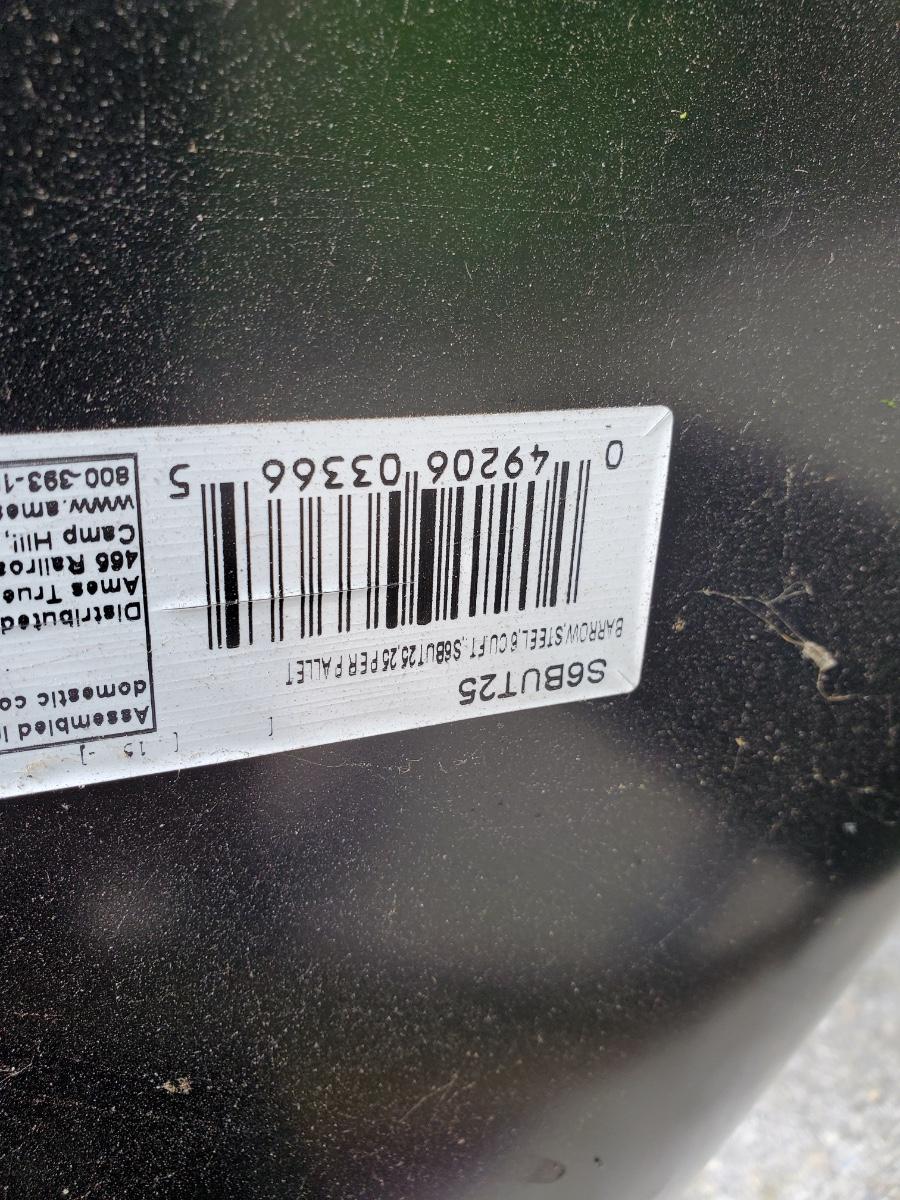 S6BUT25
BARROW,STEEL,6 CU FT,.S6BUT25,25 PER PALLET
0 49206 03366 5
Assembled i
domestic co
Distributed
Ames True
466 Railroa
Camp Hill,
www.ames
800-393-1